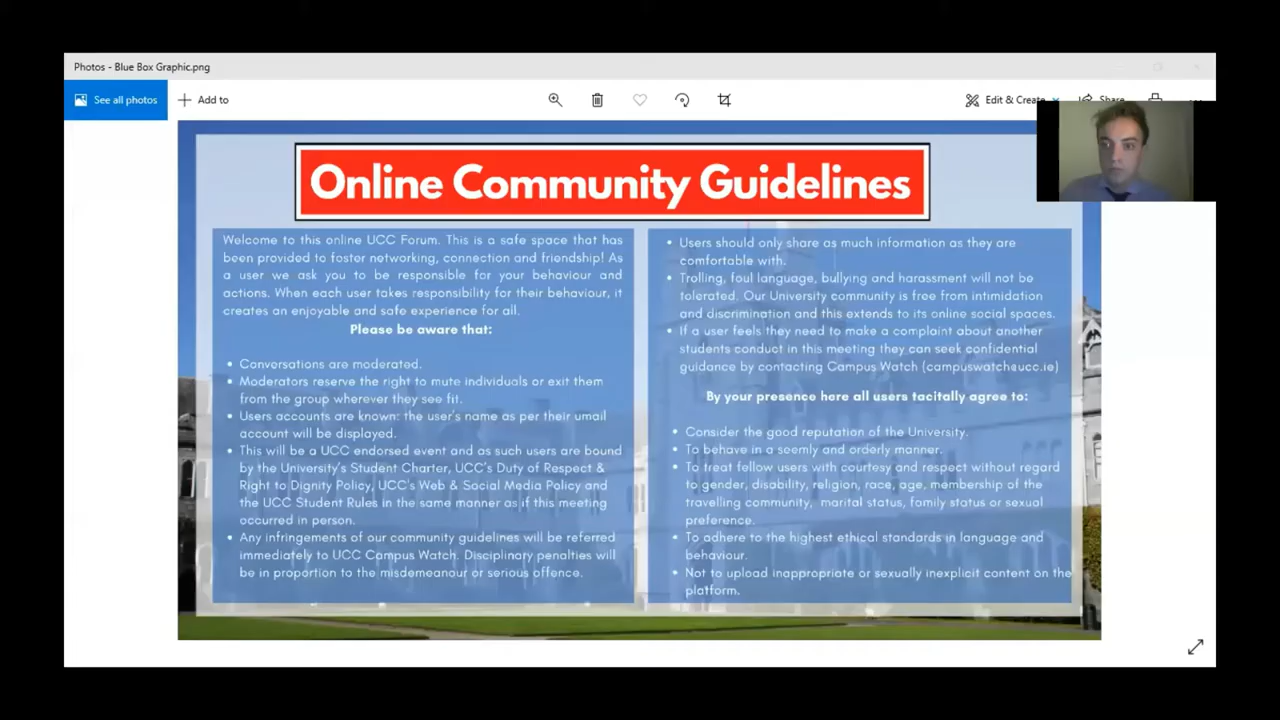 Photos - Blue Box Graphic.png
See all photos
Add to
Edit & Create
Share
Online Community Guidelines
Welcome to this online UCC Forum. This is a safe space that has
been provided to foster networking, connection and friendship! As
a user we ask you to be responsible for your behaviour and
actions. When each user takes responsibility for their behaviour, it
creates an enjoyable and safe experience for all.
Please be aware that:
Conversations are moderated.
Moderators reserve the right to mute individuals or exit them
from the group wherever they see fit.
Users accounts are known: the user's name as per their umail
account will be displayed.
This will be a UCC endorsed event and as such users are bound
by the University's Student Charter, UCC's Duty of Respect &
Right to Dignity Policy, UCC's Web & Social Media Policy and
the UCC Student Rules in the same manner as if this meeting
occurred in person.
Any infringements of our community guidelines will be referred
immediately to UCC Campus Watch. Disciplinary penalties will
be in proportion to the misdemeanour or serious offence.
Users should only share as much information as they are
comfortable with.
Trolling, foul language, bullying and harassment will not be
tolerated. Our University community is free from intimidation
and discrimination and this extends to its online social spaces.
If a user feels they need to make a complaint about another
students conduct in this meeting they can seek confidential
guidance by contacting Campus Watch (campuswatch@ucc.ie)
By your presence here all users tacitally agree to:
Consider the good reputation of the University.
To behave in a seemly and orderly manner.
To treat fellow users with courtesy and respect without regard
to gender, disability, religion, race, age, membership of the
travelling community, marital status, family status or sexual
preference.
To adhere to the highest ethical standards in language and
behaviour.
Not to upload inappropriate or sexually inexplicit content on the
platform.